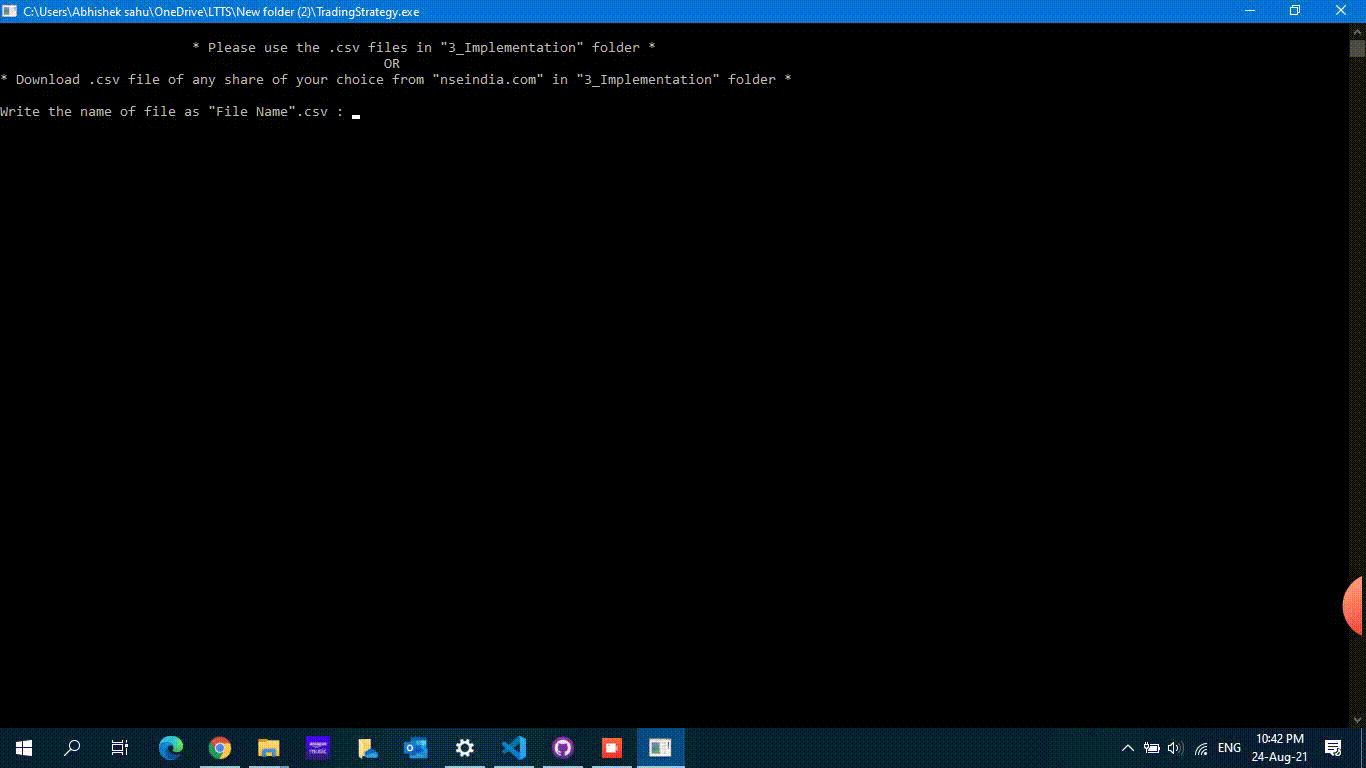 C:\Users\Abhishek sahu\OneDrive\LTTS\New folder (2)\TradingStrategy.exe
* Please use the .csv files in "3_Implementation" folder *
OR
* Download .csv file of any share of your choice from "nseindia.com" in "3_Implementation" folder *
Write the name of file as "File Name".csv :
amazon music
ENG
10:42 PM
24-Aug-21